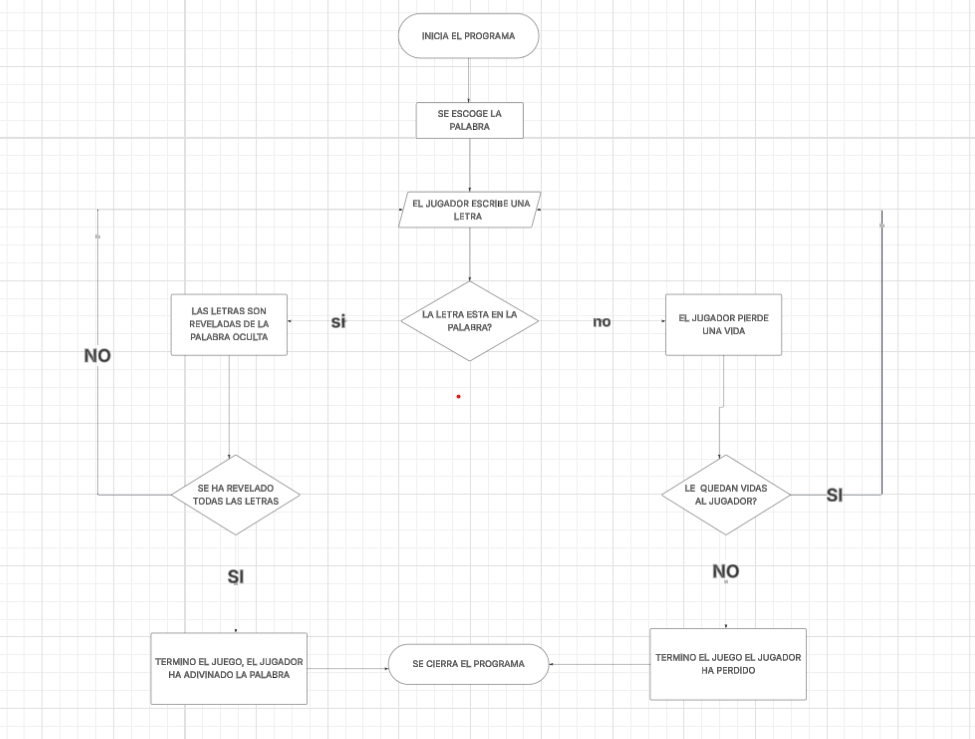 INICIA EL PROGRAMA
SE ESCOGE LA
PALABRA
EL JUGADOR ESCRIBE UNA
LETRA
LA LETRA ESTA EN LA
PALABRA?
si
no
LAS LETRAS SON
REVELADAS DE LA
PALABRA OCULTA
EL JUGADOR PIERDE
UNA VIDA
NO
SE HA REVELADO
TODAS LAS LETRAS
LE QUEDAN VIDAS
AL JUGADOR?
SI
SI
NO
TERMINO EL JUEGO, EL JUGADOR
HA ADIVINADO LA PALABRA
SE CIERRA EL PROGRAMA
TERMINO EL JUEGO EL JUGADOR
HA PERDIDO